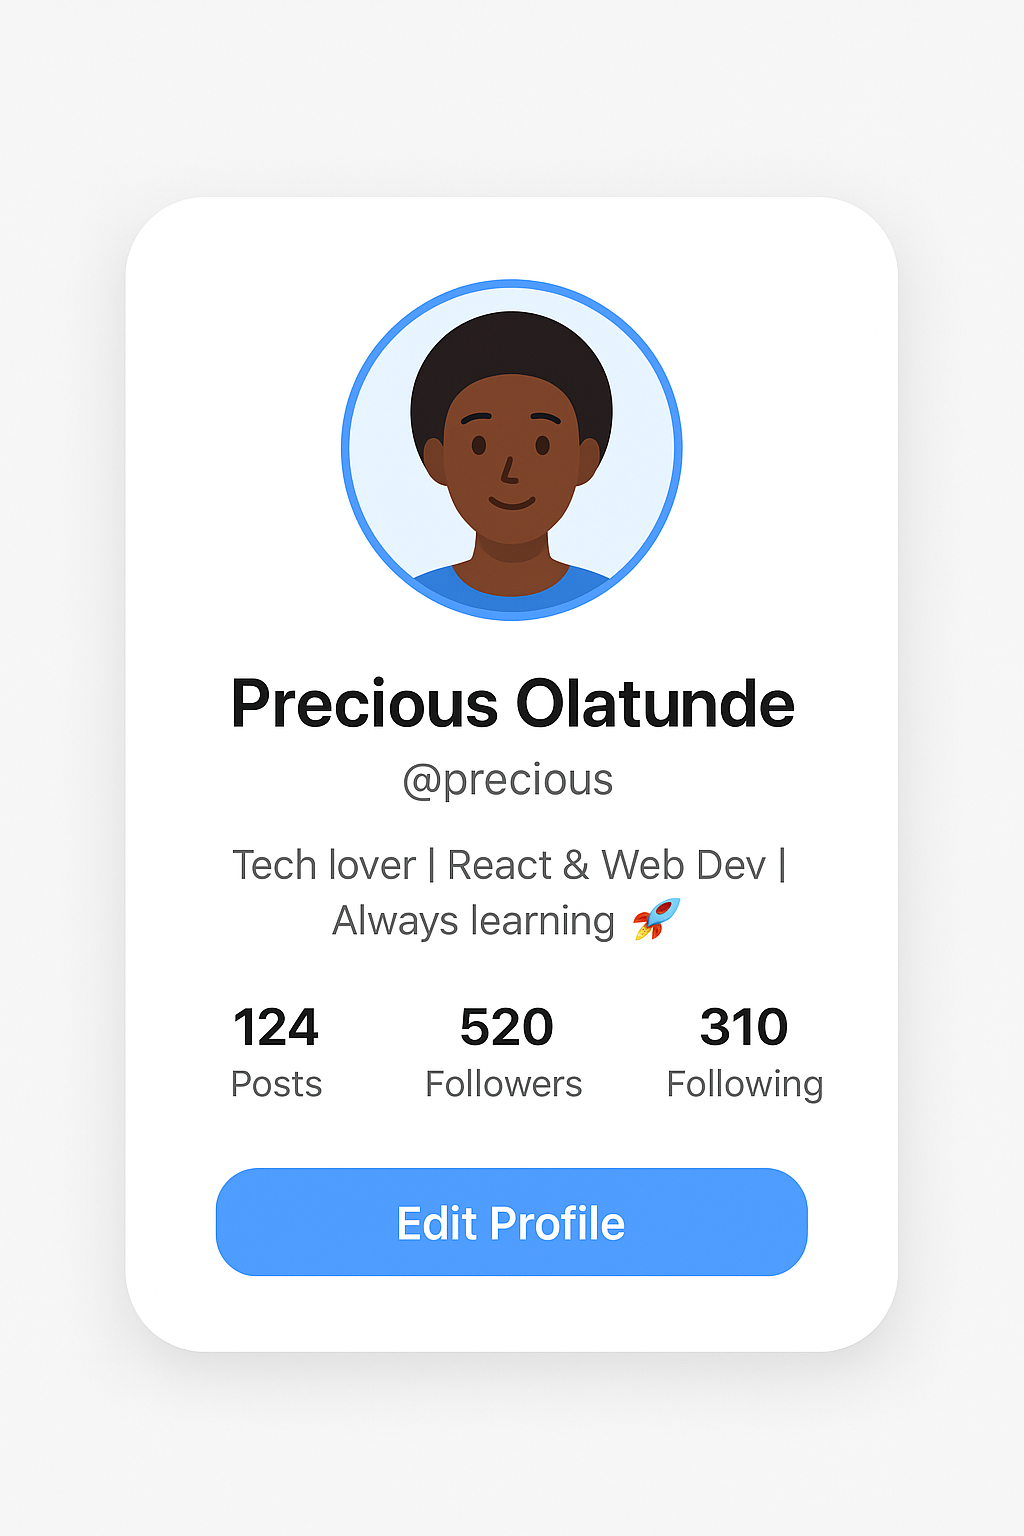 Precious Olatunde
@precious
Tech lover | React & Web Dev |
Always learning 🚀
124 520 310
Posts Followers Following
Edit Profile